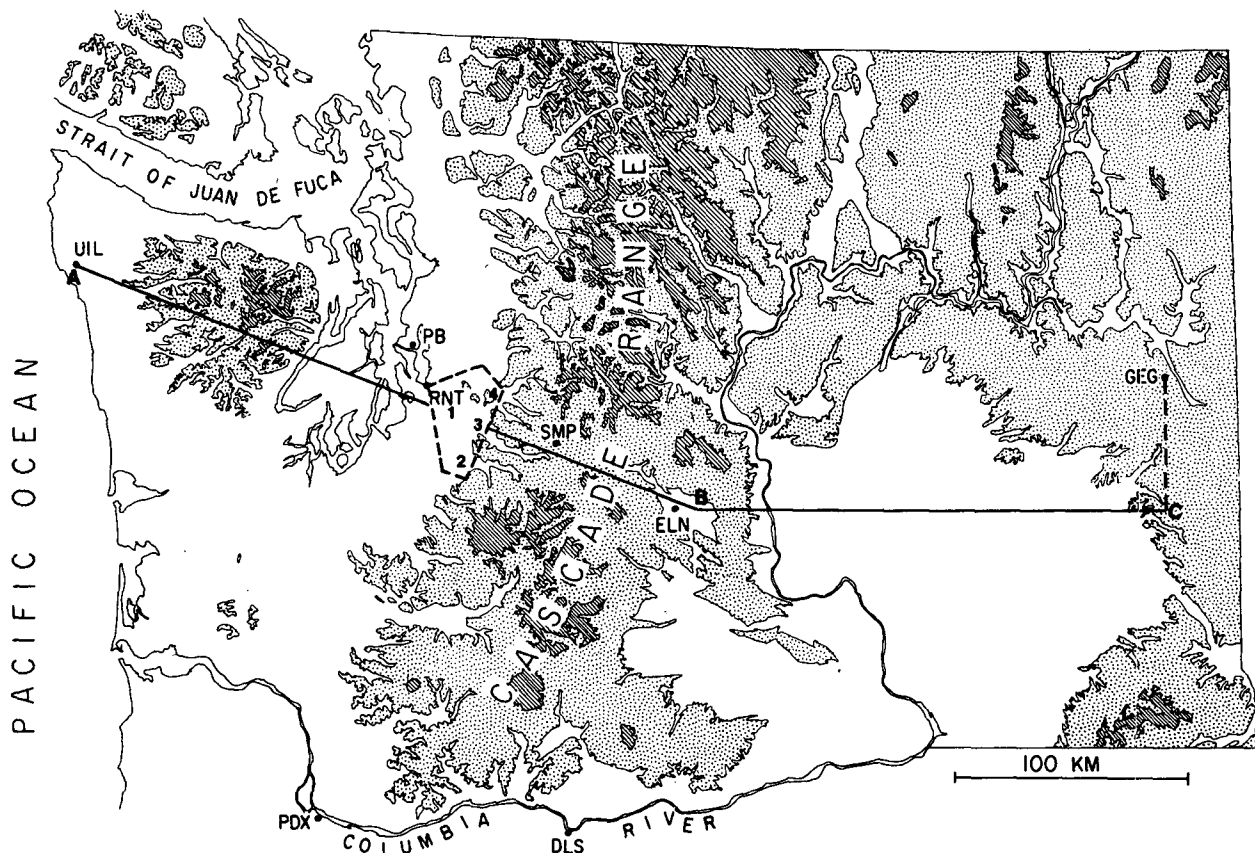 STRAIT OF JUAN DE FUCA
UIL
A
PB
RNT
1
4
3
2
SMP
B
ELN
CASCADE RANGE
GEG
C
PACIFIC OCEAN
100 KM
PDX
COLUMBIA RIVER
DLS